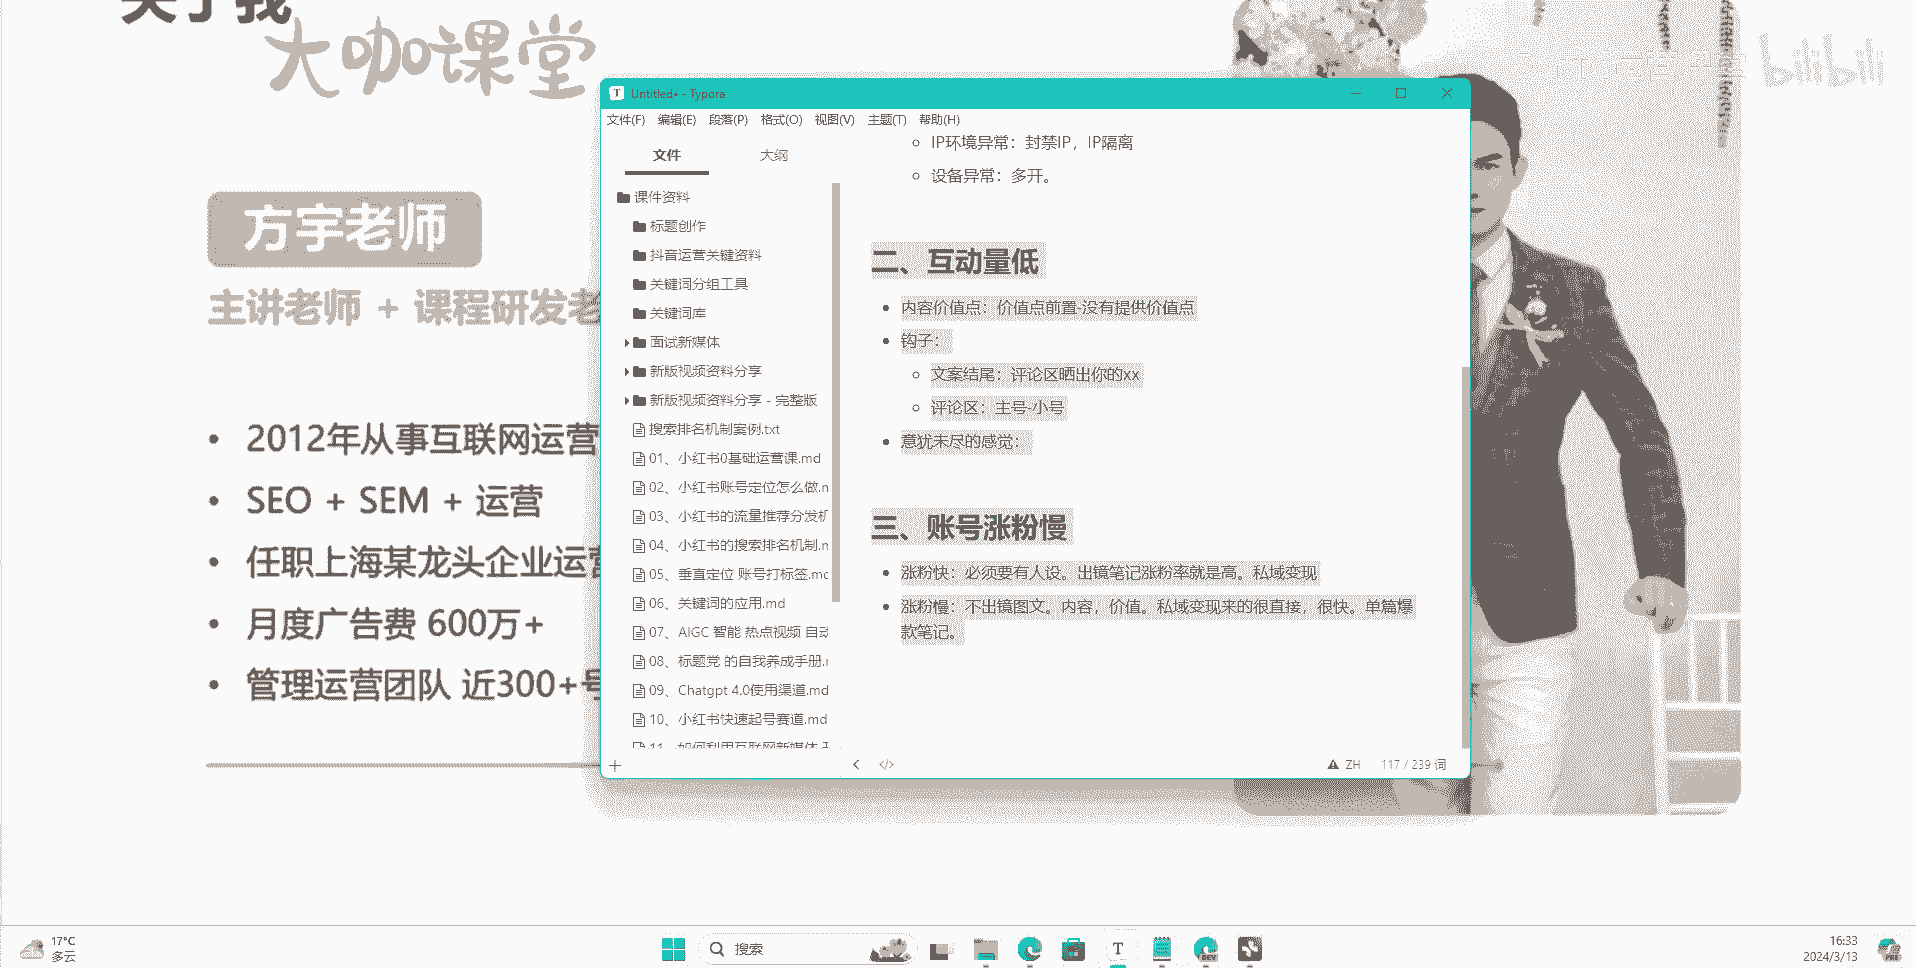 关于我
大咖课堂
bilibili
方宇老师
主讲老师 + 课程研发老
2012年从事互联网运营
SEO + SEM + 运营
任职上海某龙头企业运营
月度广告费 600万+
管理运营团队 近300+号
Untitled• - Typora
文件(F) 编辑(E) 段落(P) 格式(O) 视图(V) 主题(T) 帮助(H)
文件 大纲
课件资料
标题创作
抖音运营关键资料
关键词分组工具
关键词库
面试新媒体
新版视频资料分享
新版视频资料分享 - 完整版
搜索排名机制案例.txt
01、小红书0基础运营课.md
02、小红书账号定位怎么做.m
03、小红书的流量推荐分发机
04、小红书的搜索排名机制.m
05、垂直定位 账号打标签.md
06、关键词的应用.md
07、AIGC 智能 热点视频 自动
08、标题党 的自我养成手册.m
09、Chatgpt 4.0使用渠道.md
10、小红书快速起号赛道.md
11、如何利用互联网新媒体
IP环境异常：封禁IP，IP隔离
设备异常：多开。
二、互动量低
内容价值点：价值点前置-没有提供价值点
钩子：
文案结尾：评论区晒出你的xx
评论区：主号-小号
意犹未尽的感觉：
三、账号涨粉慢
涨粉快：必须要有人设。出镜笔记涨粉率就是高。私域变现
涨粉慢：不出镜图文。内容，价值。私域变现来的很直接，很快。单篇爆
款笔记。
ZH 117 / 239 词
17°C
多云
搜索
T
DEV
16:33
2024/3/13
PRE